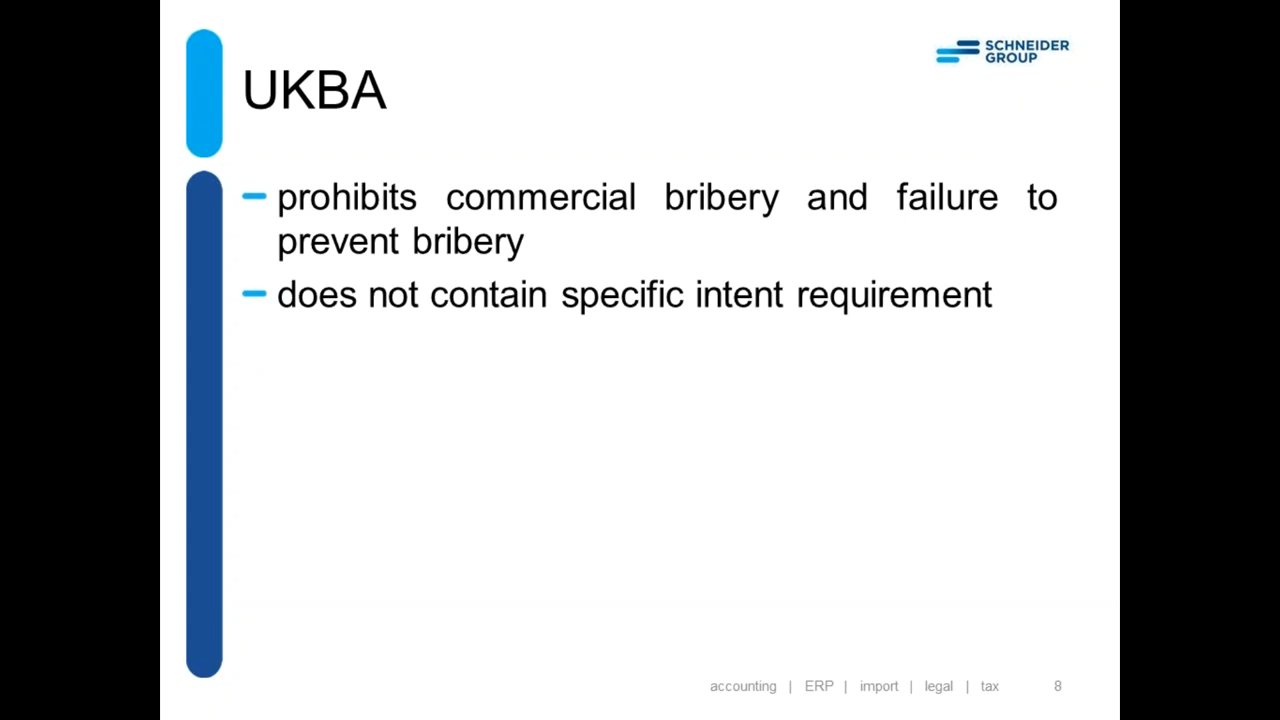 SCHNEIDER
GROUP
UKBA
prohibits commercial bribery and failure to
prevent bribery
does not contain specific intent requirement
accounting | ERP | import | legal | tax 8